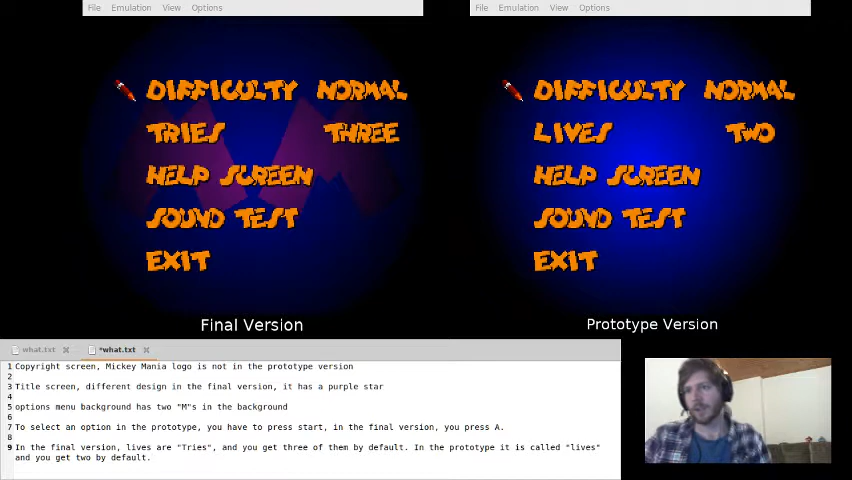 File Emulation View Options
File Emulation View Options
DIFFICULTY NORMAL
TRIES THREE
HELP SCREEN
SOUND TEST
EXIT
DIFFICULTY NORMAL
LIVES TWO
HELP SCREEN
SOUND TEST
EXIT
Final Version
Prototype Version
what.txt
*what.txt
1 Copyright screen, Mickey Mania logo is not in the prototype version
2
3 Title screen, different design in the final version, it has a purple star
4
5 options menu background has two "M"s in the background
6
7 To select an option in the prototype, you have to press start, in the final version, you press A.
8
9 In the final version, lives are "Tries", and you get three of them by default. In the prototype it is called "lives"
and you get two by default.